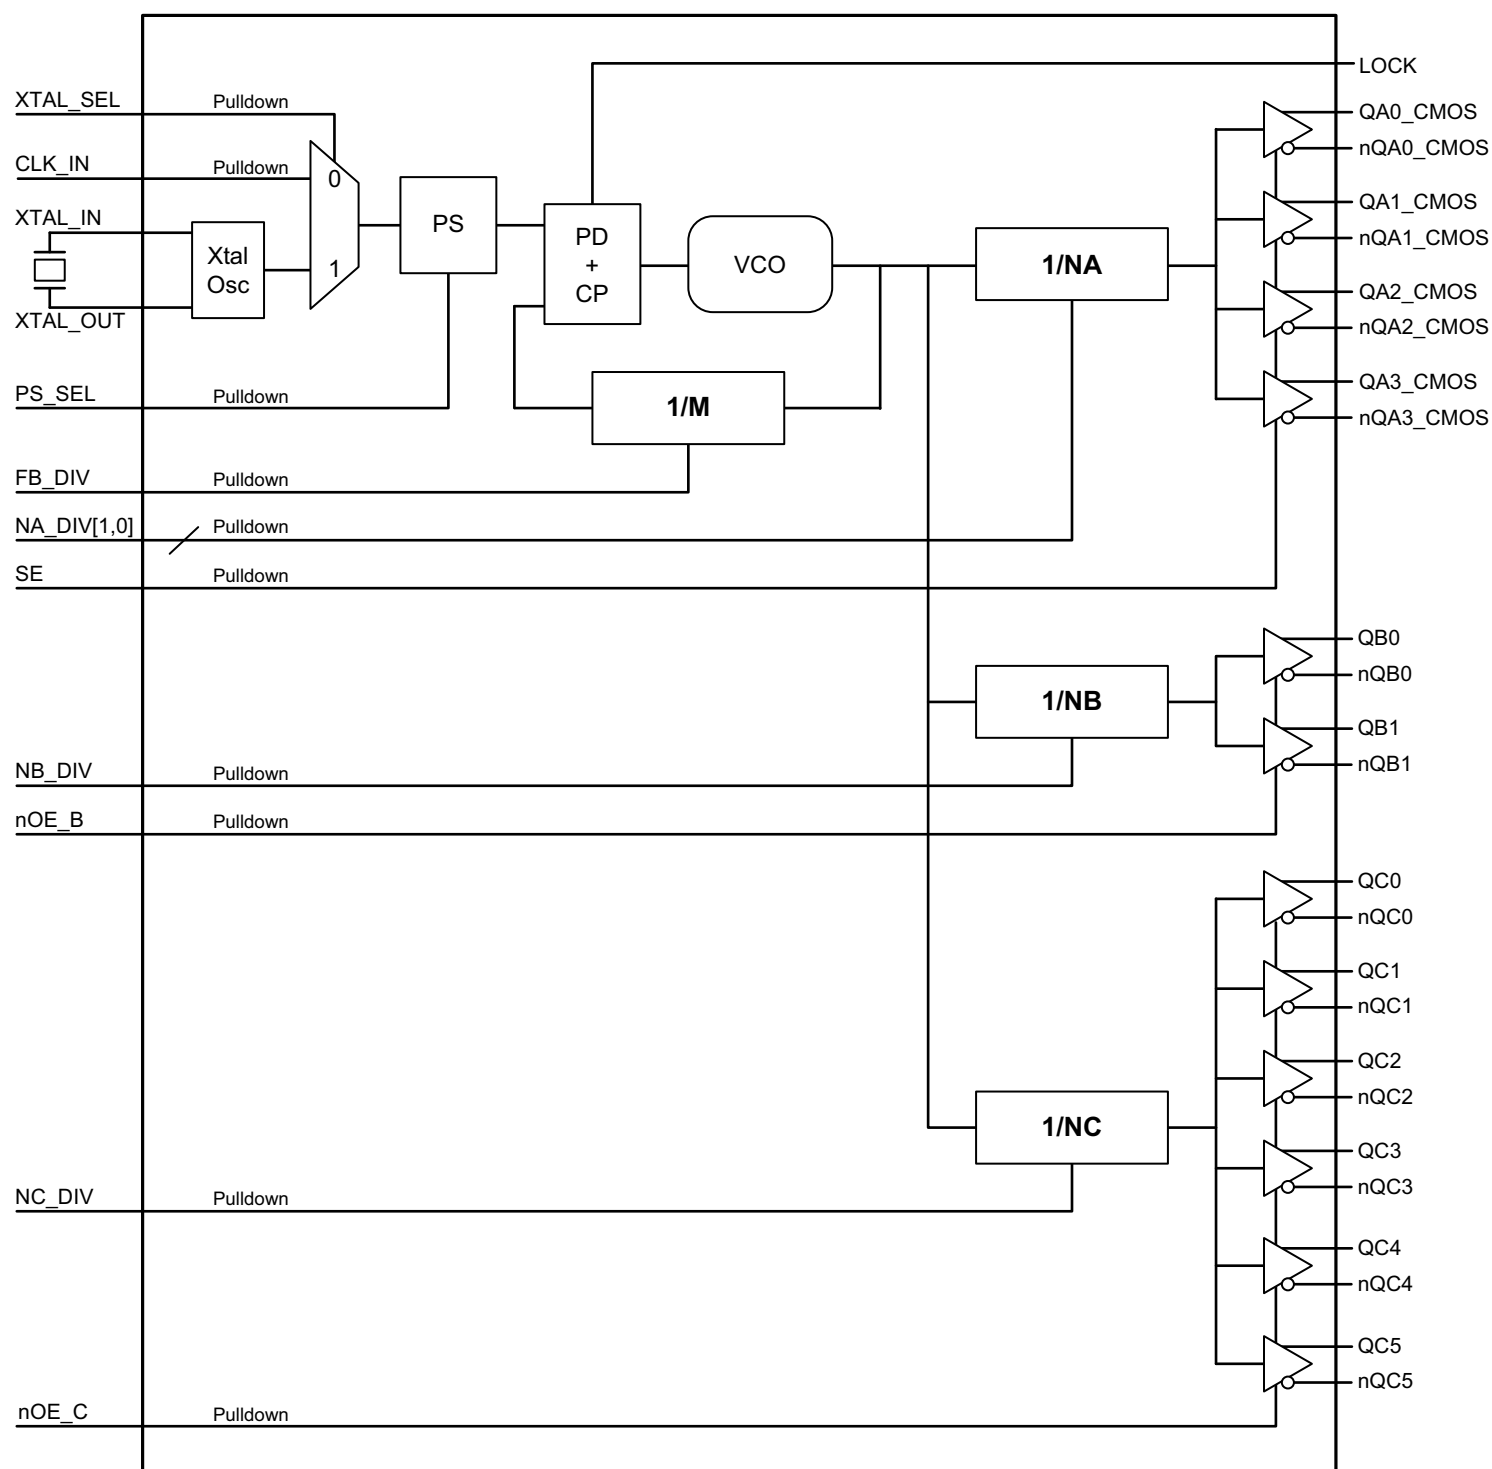 LOCK
XTAL_SEL Pulldown
QA0_CMOS
nQA0_CMOS
CLK_IN Pulldown
0
1
XTAL_IN
XTAL_OUT
Xtal
Osc
PS
PD
+
CP
VCO
1/NA
QA1_CMOS
nQA1_CMOS
QA2_CMOS
nQA2_CMOS
QA3_CMOS
nQA3_CMOS
PS_SEL Pulldown
1/M
FB_DIV Pulldown
NA_DIV[1,0] Pulldown
SE Pulldown
QB0
nQB0
1/NB
QB1
nQB1
NB_DIV Pulldown
nOE_B Pulldown
QC0
nQC0
QC1
nQC1
QC2
nQC2
1/NC
QC3
nQC3
NC_DIV Pulldown
QC4
nQC4
QC5
nQC5
nOE_C Pulldown